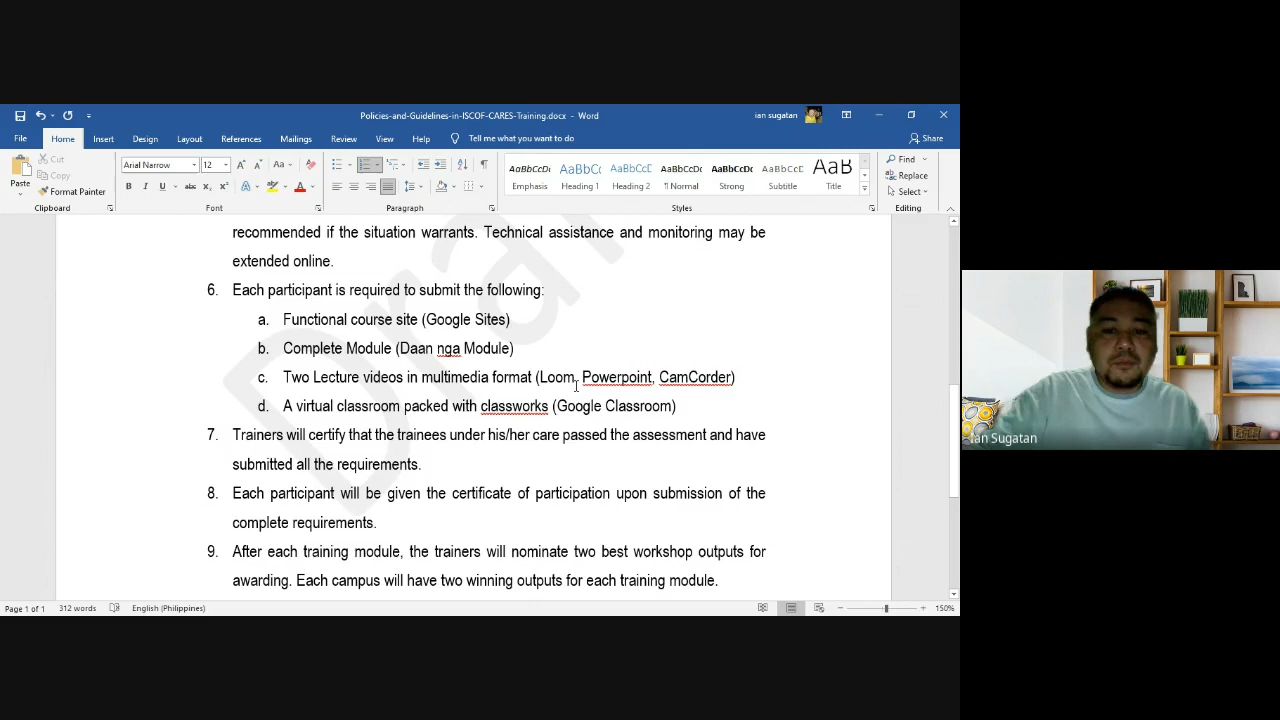 Policies-and-Guidelines-in-ISCOF-CARES-Training.docx - Word
ian sugatan
File Home Insert Design Layout References Mailings Review View Help Tell me what you want to do Share
Paste
Cut
Copy
Format Painter
Clipboard
Arial Narrow 12
Font
Paragraph
AaBbCcDc AaBbCc AaBbCcD AaBbCcDc AaBbCcDc AaBbCcD AaB
Emphasis Heading 1 Heading 2 ¶ Normal Strong Subtitle Title
Styles
Find
Replace
Select
Editing
Draft
recommended if the situation warrants. Technical assistance and monitoring may be
extended online.
6. Each participant is required to submit the following:
a. Functional course site (Google Sites)
b. Complete Module (Daan nga Module)
c. Two Lecture videos in multimedia format (Loom, Powerpoint, CamCorder)
d. A virtual classroom packed with classworks (Google Classroom)
7. Trainers will certify that the trainees under his/her care passed the assessment and have
submitted all the requirements.
8. Each participant will be given the certificate of participation upon submission of the
complete requirements.
9. After each training module, the trainers will nominate two best workshop outputs for
awarding. Each campus will have two winning outputs for each training module.
Page 1 of 1 312 words English (Philippines) 150%
Ian Sugatan